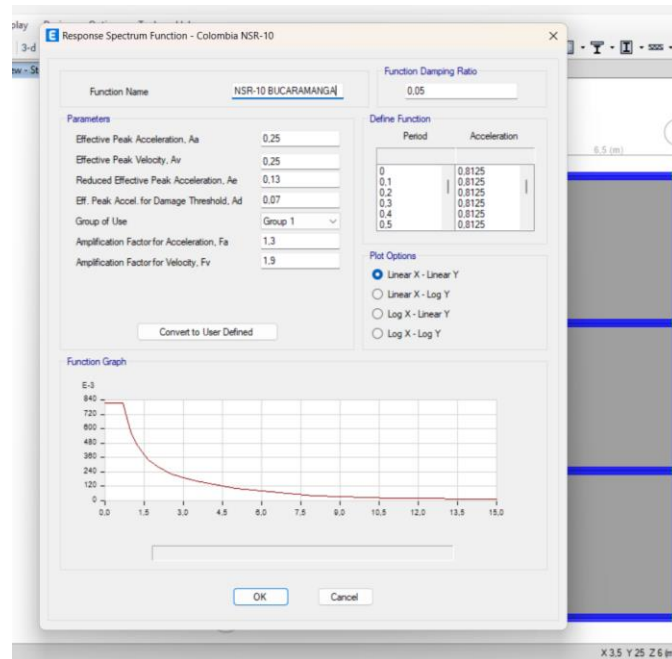 Response Spectrum Function - Colombia NSR-10
3-d
Function Name NSR-10 BUCARAMANGA
Function Damping Ratio
0,05
Parameters
Effective Peak Acceleration, Aa 0,25
Effective Peak Velocity, Av 0,25
Reduced Effective Peak Acceleration, Ae 0,13
Eff. Peak Accel. for Damage Threshold, Ad 0,07
Group of Use Group 1
Amplification Factor for Acceleration, Fa 1,3
Amplification Factor for Velocity, Fv 1,9
Convert to User Defined
Define Function
Period Acceleration
0 0,8125
0,1 0,8125
0,2 0,8125
0,3 0,8125
0,4 0,8125
0,5 0,8125
Plot Options
Linear X - Linear Y
Linear X - Log Y
Log X - Linear Y
Log X - Log Y
Function Graph
E-3
840
720
600
480
360
240
120
0
0,0 1,5 3,0 4,5 6,0 7,5 9,0 10,5 12,0 13,5 15,0
OK Cancel
6,5 (m)
X 3,5 Y 25 Z 6